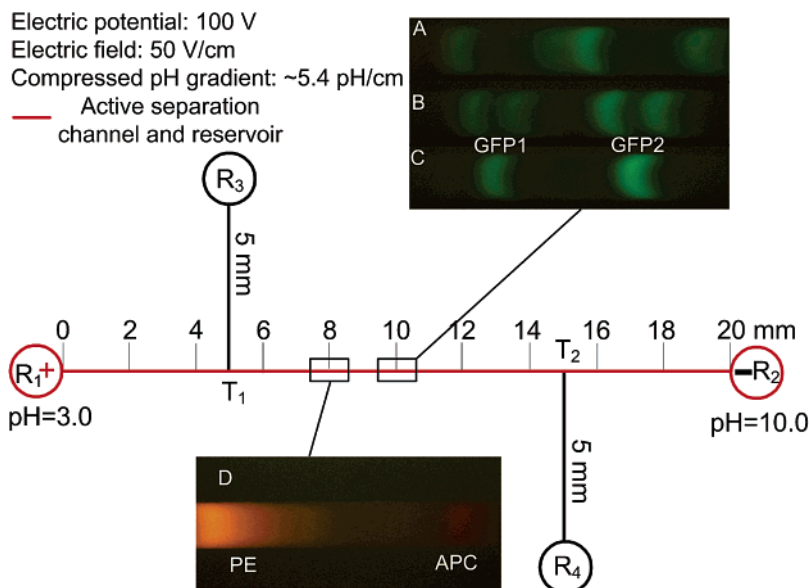 Electric potential: 100 V
Electric field: 50 V/cm
Compressed pH gradient: ~5.4 pH/cm
Active separation
channel and reservoir
A
B
GFP1 GFP2
C
R3
5 mm
0 2 4 6 8 10 12 14 16 18 20 mm
R1+
T1
T2
-R2
pH=3.0
pH=10.0
5 mm
D
PE APC
R4